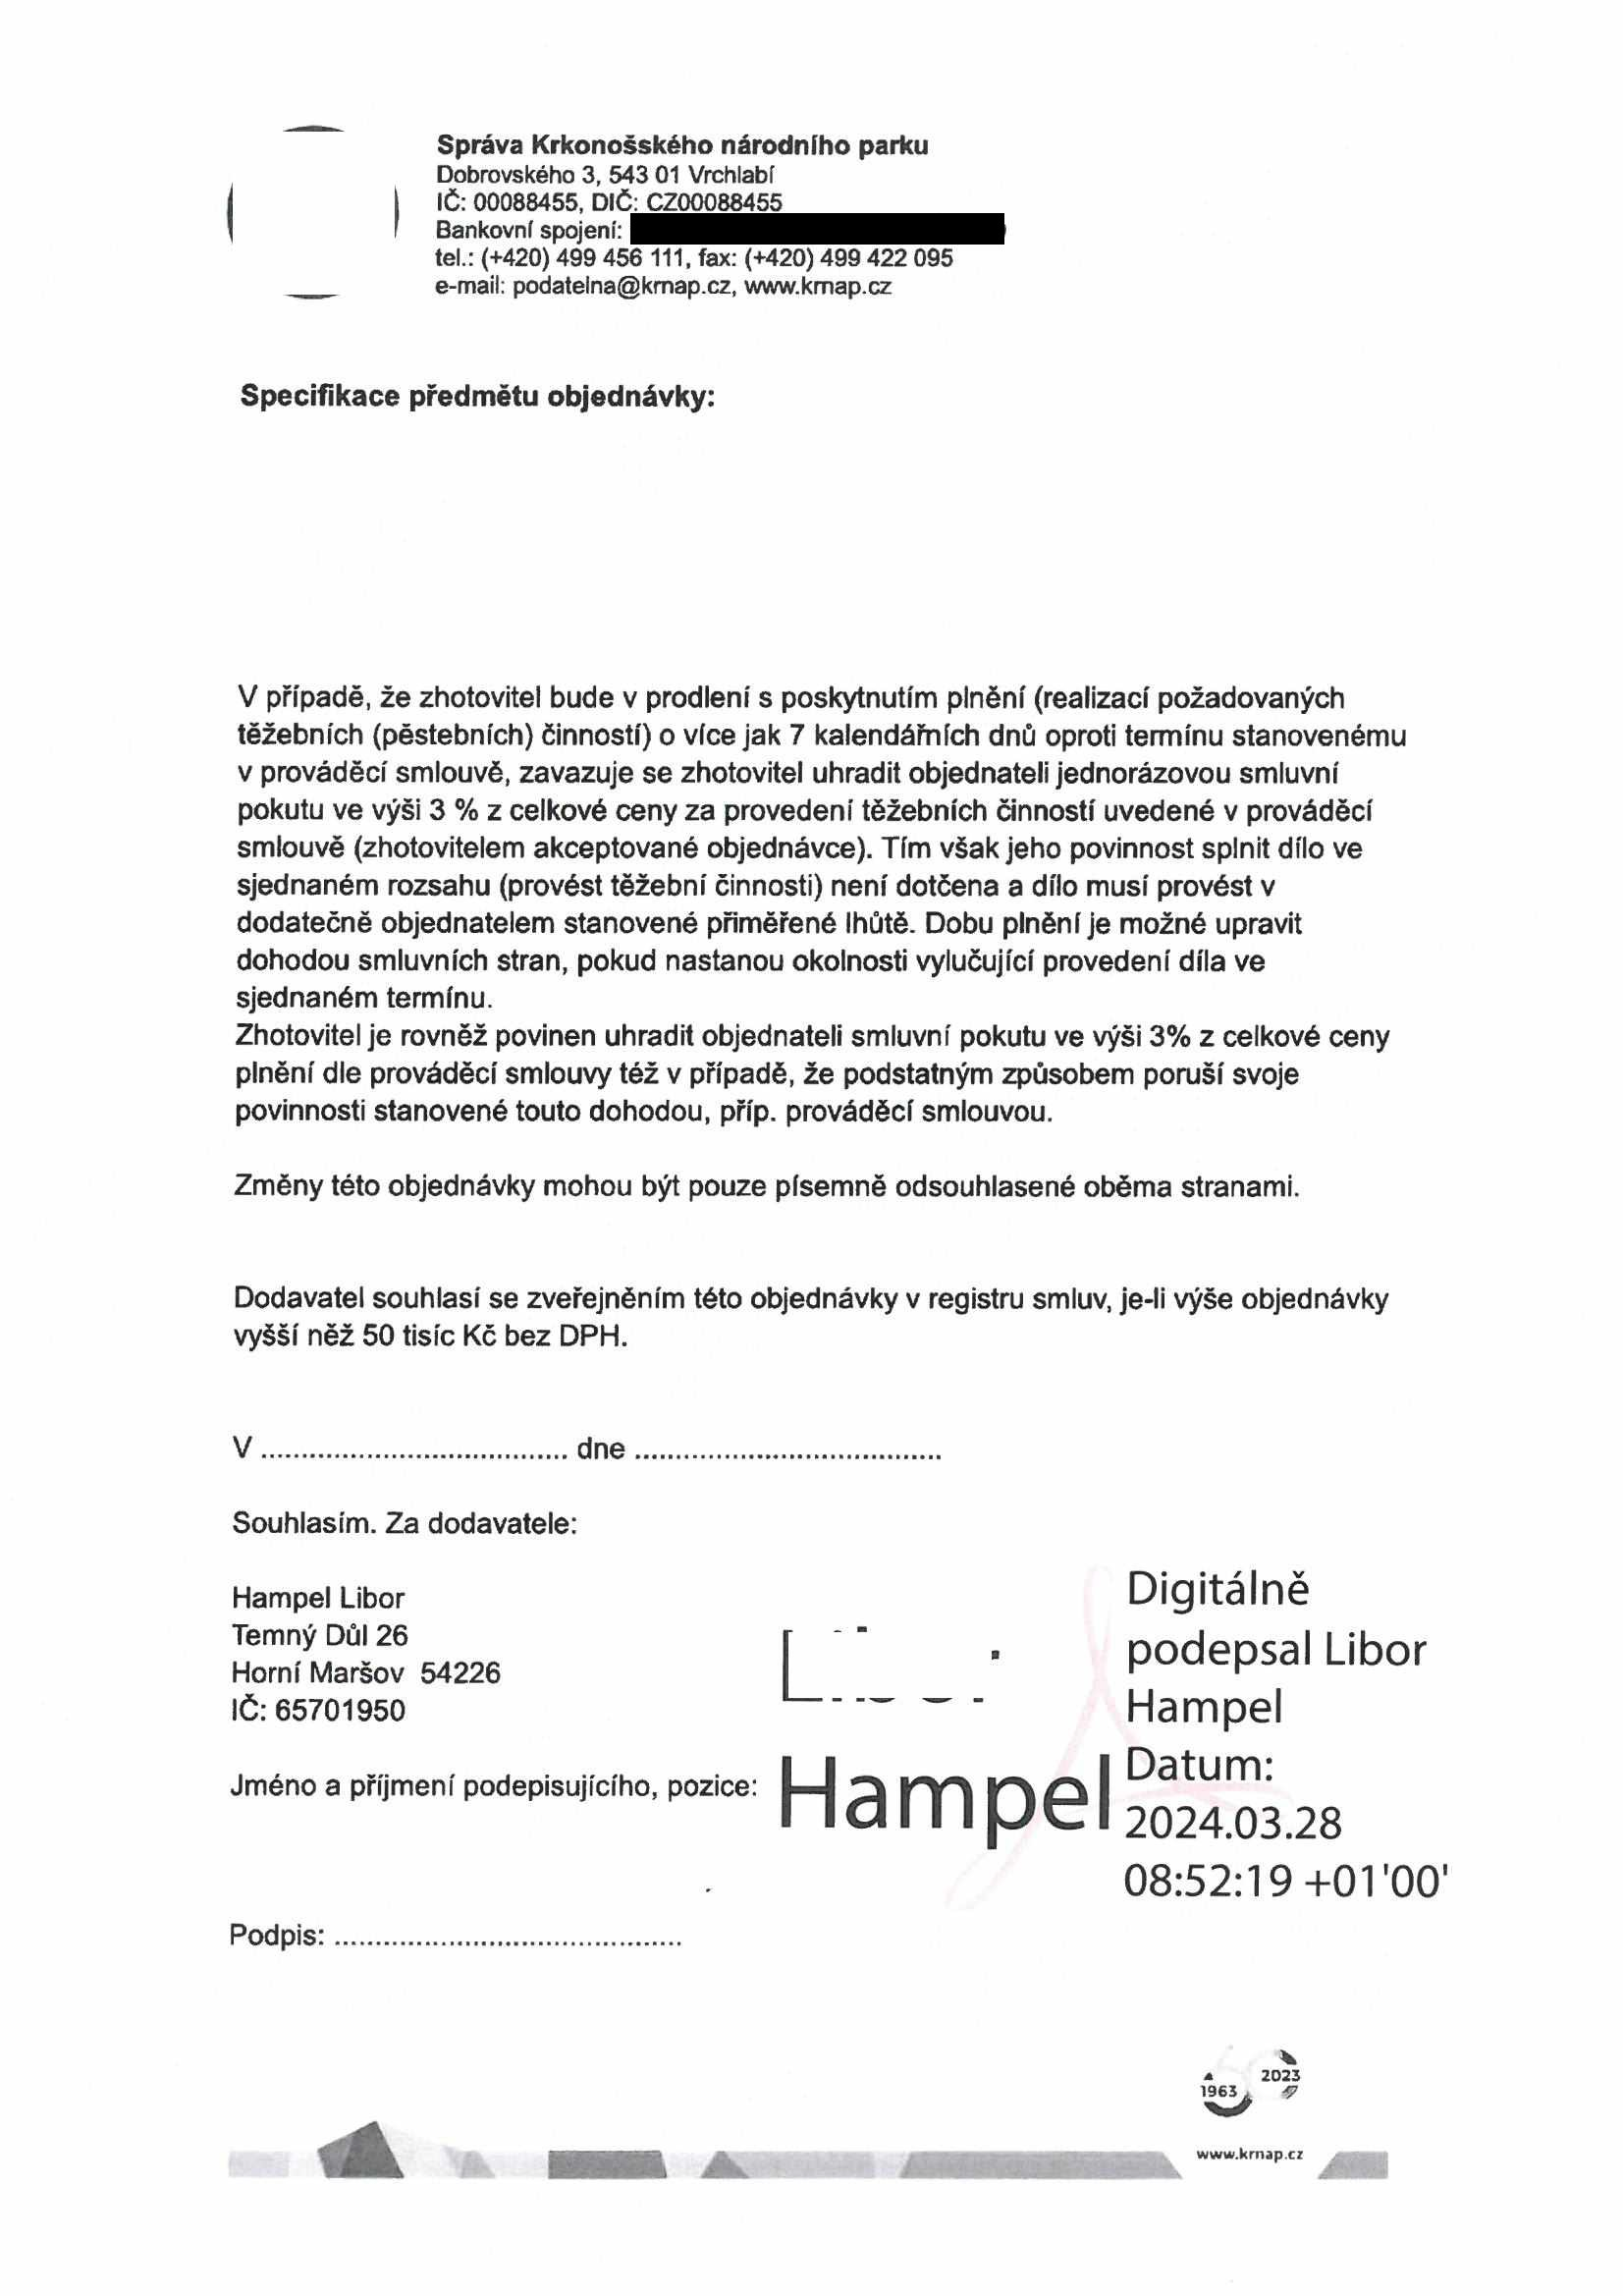 Správa Krkonošského národního parku
Dobrovského 3, 543 01 Vrchlabí
IČ: 00088455, DIČ: CZ00088455
Bankovní spojení:
tel.: (+420) 499 456 111, fax: (+420) 499 422 095
e-mail: podatelna@krnap.cz, www.krnap.cz
Specifikace předmětu objednávky:
V případě, že zhotovitel bude v prodlení s poskytnutím plnění (realizací požadovaných
těžebních (pěstebních) činností) o více jak 7 kalendářních dnů oproti termínu stanovenému
v prováděcí smlouvě, zavazuje se zhotovitel uhradit objednateli jednorázovou smluvní
pokutu ve výši 3 % z celkové ceny za provedení těžebních činností uvedené v prováděcí
smlouvě (zhotovitelem akceptované objednávce). Tím však jeho povinnost splnit dílo ve
sjednaném rozsahu (provést těžební činnosti) není dotčena a dílo musí provést v
dodatečně objednatelem stanovené přiměřené lhůtě. Dobu plnění je možné upravit
dohodou smluvních stran, pokud nastanou okolnosti vylučující provedení díla ve
sjednaném termínu.
Zhotovitel je rovněž povinen uhradit objednateli smluvní pokutu ve výši 3% z celkové ceny
plnění dle prováděcí smlouvy též v případě, že podstatným způsobem poruší svoje
povinnosti stanovené touto dohodou, příp. prováděcí smlouvou.
Změny této objednávky mohou být pouze písemně odsouhlasené oběma stranami.
Dodavatel souhlasí se zveřejněním této objednávky v registru smluv, je-li výše objednávky
vyšší něž 50 tisíc Kč bez DPH.
V ..................................... dne .....................................
Souhlasím. Za dodavatele:
Hampel Libor
Temný Důl 26
Horní Maršov 54226
IČ: 65701950
Jméno a příjmení podepisujícího, pozice:
Hampel
Digitálně
podepsal Libor
Hampel
Datum:
2024.03.28
08:52:19 +01'00'
Podpis: ..........................................
1963
2023
www.krnap.cz